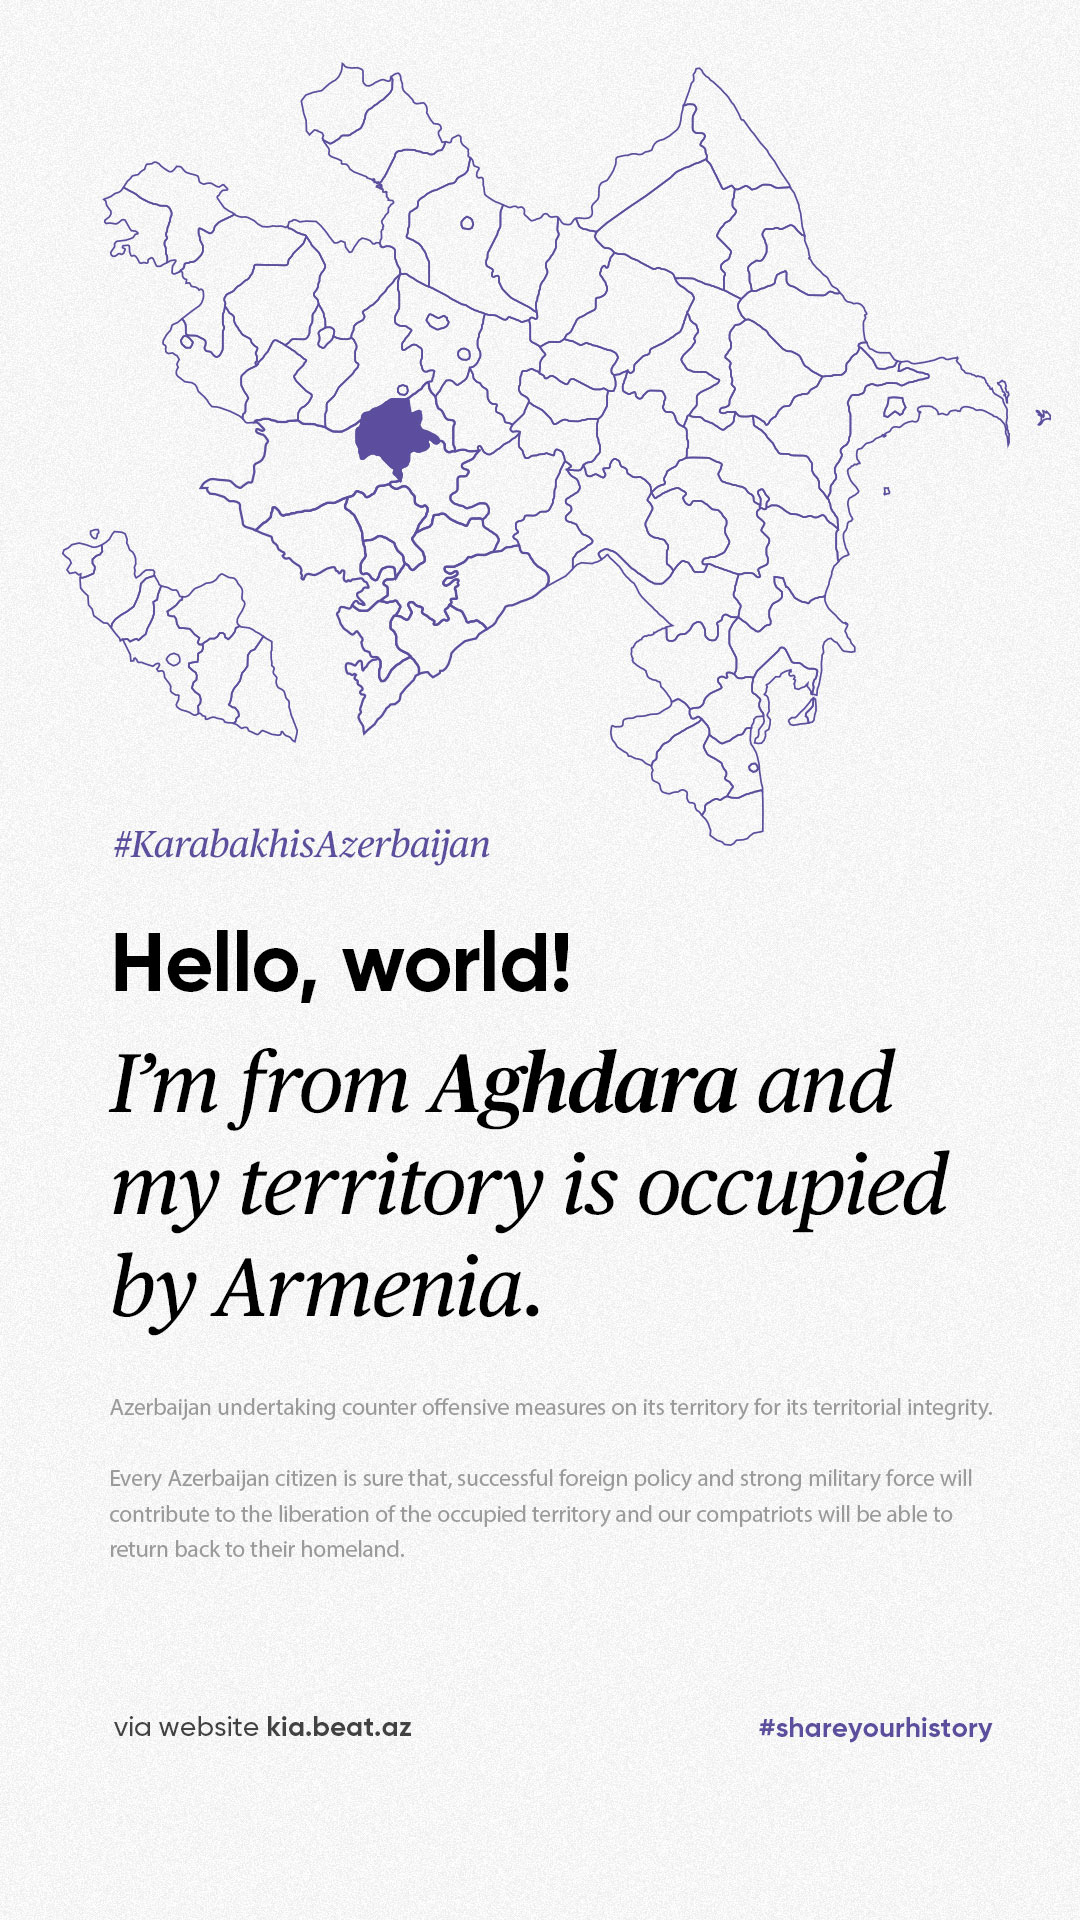 #KarabakhisAzerbaijan
Hello, world!
I’m from Aghdara and
my territory is occupied
by Armenia.
Azerbaijan undertaking counter offensive measures on its territory for its territorial integrity.
Every Azerbaijan citizen is sure that, successful foreign policy and strong military force will
contribute to the liberation of the occupied territory and our compatriots will be able to
return back to their homeland.
via website kia.beat.az
#shareyourhistory